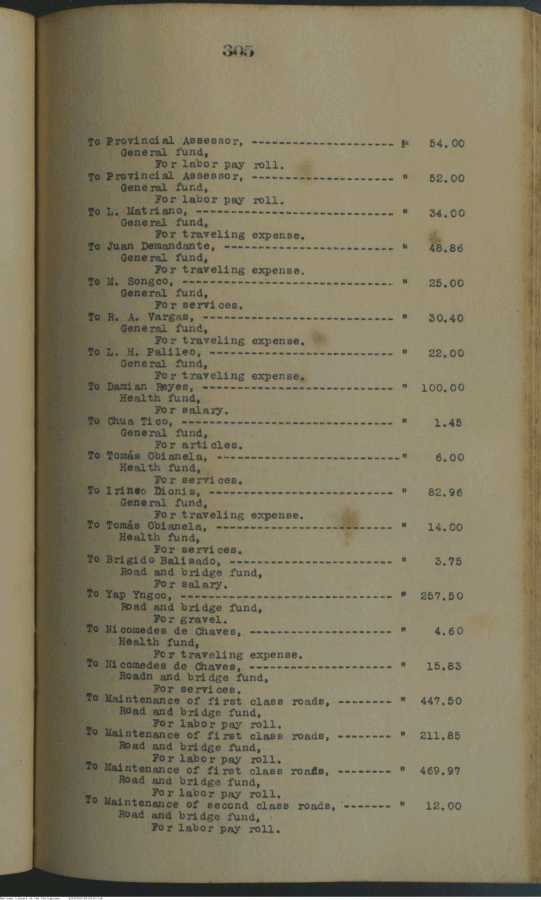 305
To Provincial Assessor, ---------------------- ₱ 54.00
General fund,
For labor pay roll.
To Provincial Assessor, ---------------------- " 52.00
General fund,
For labor pay roll.
To L. Matriano, ------------------------------ " 34.00
General fund,
For traveling expense.
To Juan Demandante, -------------------------- " 48.86
General fund,
For traveling expense.
To M. Songco, -------------------------------- " 25.00
General fund,
For services.
To R. A. Vargas, ----------------------------- " 30.40
General fund,
For traveling expense.
To L. H. Palileo, ---------------------------- " 22.00
General fund,
For traveling expense.
To Damian Reyes, ----------------------------- " 100.00
Health fund,
For salary.
To Chua Tico, -------------------------------- " 1.45
General fund,
For articles.
To Tomás Obianela, ---------------------------" 6.00
Health fund,
For services.
To Irineo Dionis, ---------------------------- " 82.96
General fund,
For traveling expense.
To Tomás Obianela, --------------------------- " 14.00
Health fund,
For services.
To Brigido Balisado, ------------------------- " 3.75
Road and bridge fund,
For salary.
To Yap Yngco, -------------------------------- " 257.50
Road and bridge fund,
For gravel.
To Nicomedes de Chaves, ---------------------- " 4.60
Health fund,
For traveling expense.
To Nicomedes de Chaves, ---------------------- " 15.83
Roadn and bridge fund,
For services.
To Maintenance of first class roads, -------- " 447.50
Road and bridge fund,
For labor pay roll.
To Maintenance of first class roads, -------- " 211.85
Road and bridge fund,
For labor pay roll.
To Maintenance of first class roads, -------- " 469.97
Road and bridge fund,
For labor pay roll.
To Maintenance of second class roads, ------- " 12.00
Road and bridge fund,
For labor pay roll.